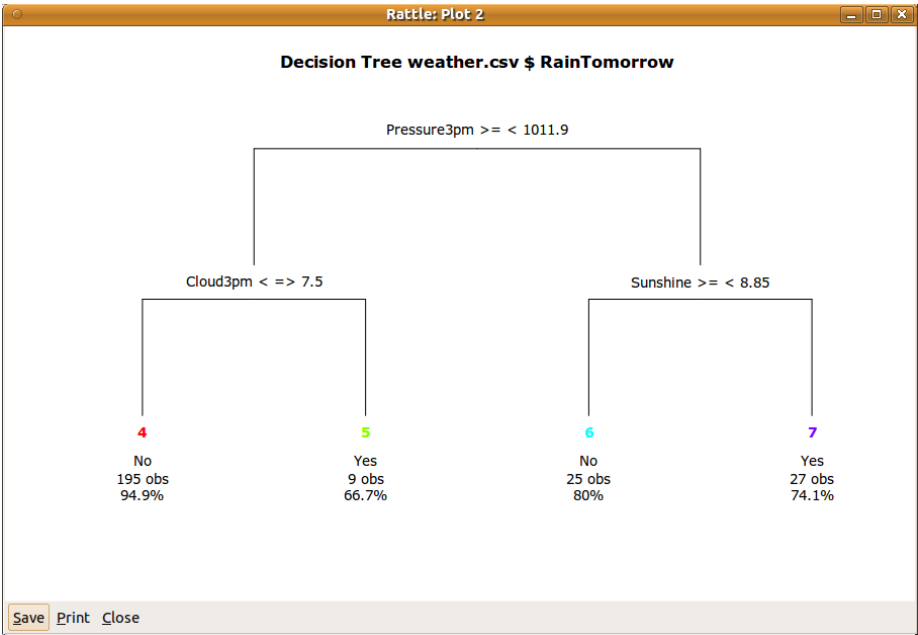 Rattle: Plot 2
Decision Tree weather.csv $ RainTomorrow
Pressure3pm >= < 1011.9
Cloud3pm < => 7.5
Sunshine >= < 8.85
4
5
6
7
No
Yes
No
Yes
195 obs
9 obs
25 obs
27 obs
94.9%
66.7%
80%
74.1%
Save Print Close